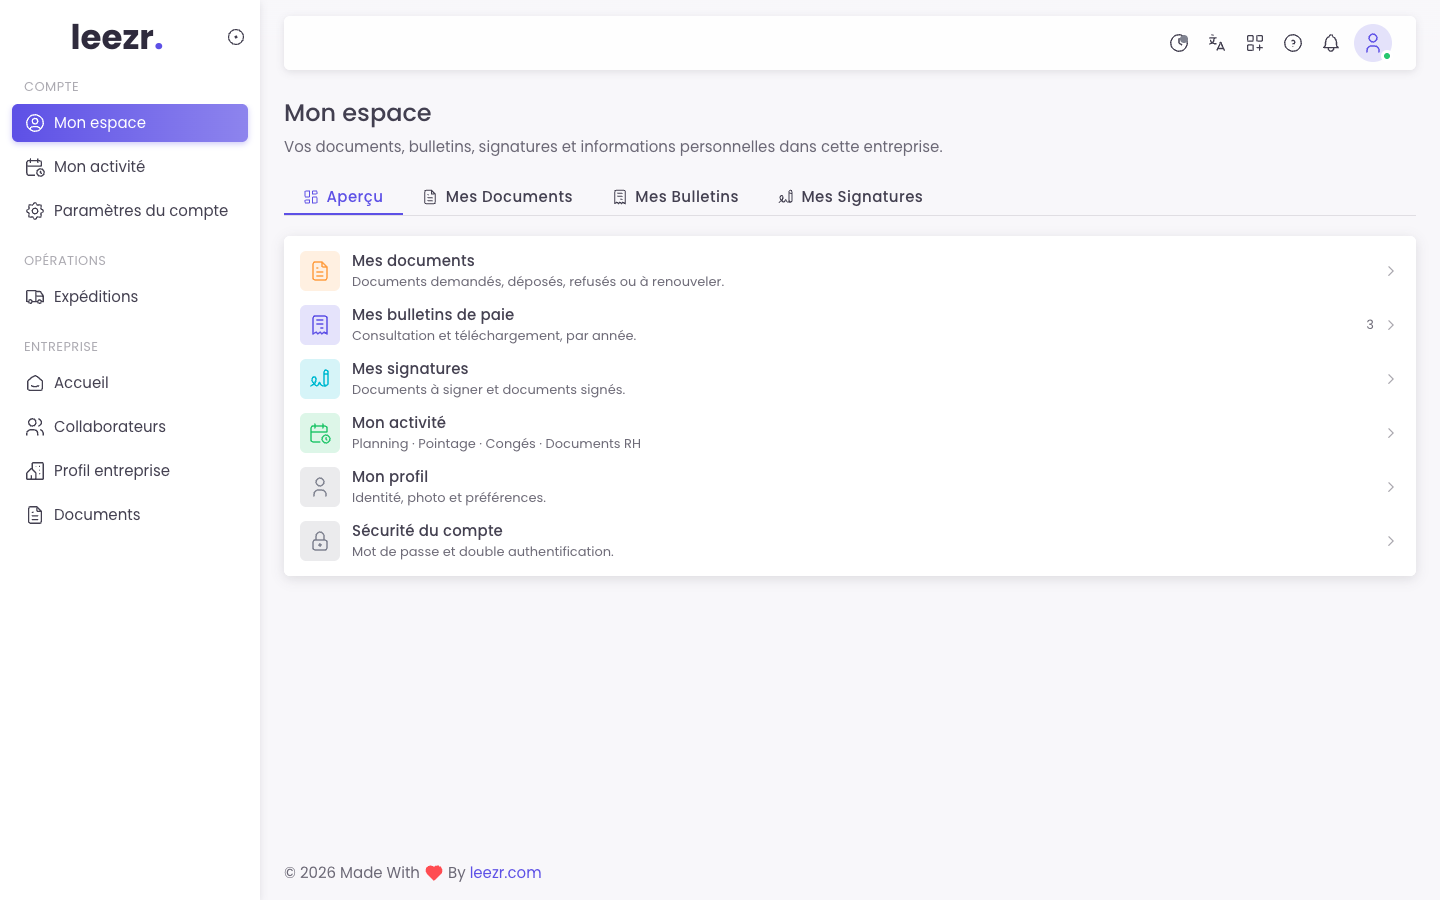 leezr.
COMPTE
Mon espace
Mon activité
Paramètres du compte
OPÉRATIONS
Expéditions
ENTREPRISE
Accueil
Collaborateurs
Profil entreprise
Documents
Mon espace
Vos documents, bulletins, signatures et informations personnelles dans cette entreprise.
Aperçu
Mes Documents
Mes Bulletins
Mes Signatures
Mes documents
Documents demandés, déposés, refusés ou à renouveler.
Mes bulletins de paie
Consultation et téléchargement, par année.
3
Mes signatures
Documents à signer et documents signés.
Mon activité
Planning · Pointage · Congés · Documents RH
Mon profil
Identité, photo et préférences.
Sécurité du compte
Mot de passe et double authentification.
© 2026 Made With ❤ By leezr.com